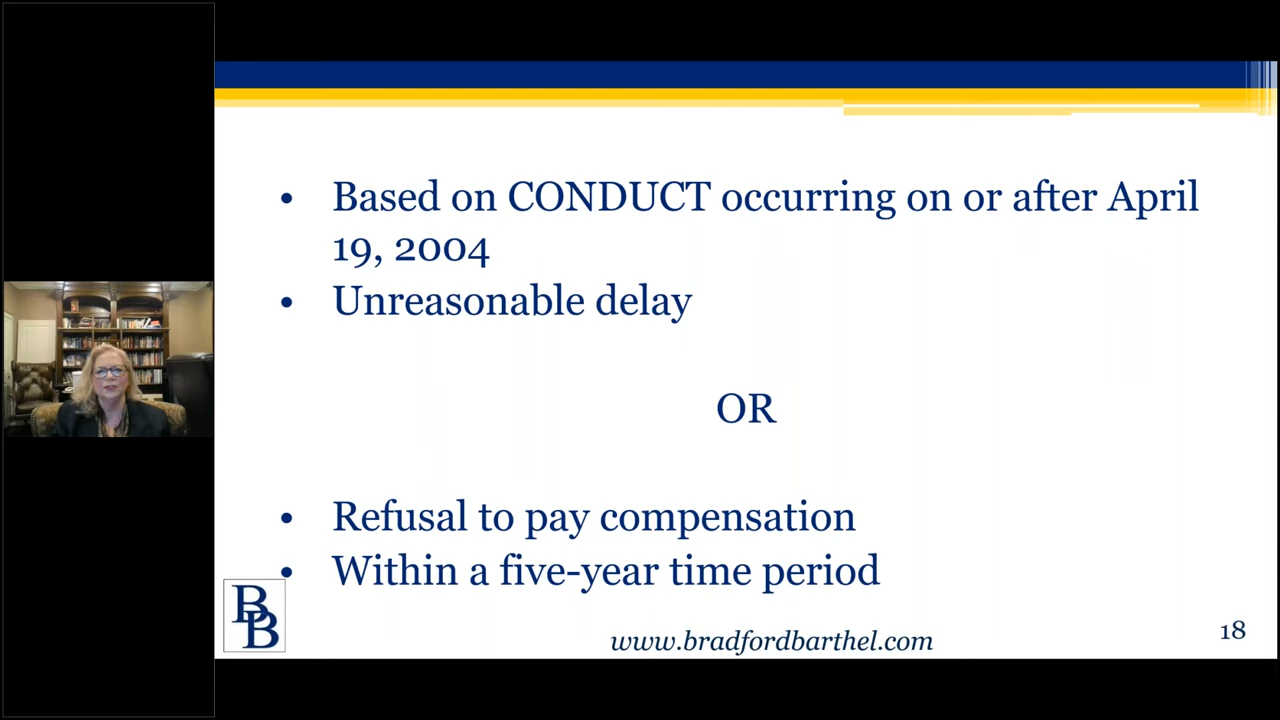 • Based on CONDUCT occurring on or after April
19, 2004
• Unreasonable delay
OR
• Refusal to pay compensation
• Within a five-year time period
BB
www.bradfordbarthel.com
18